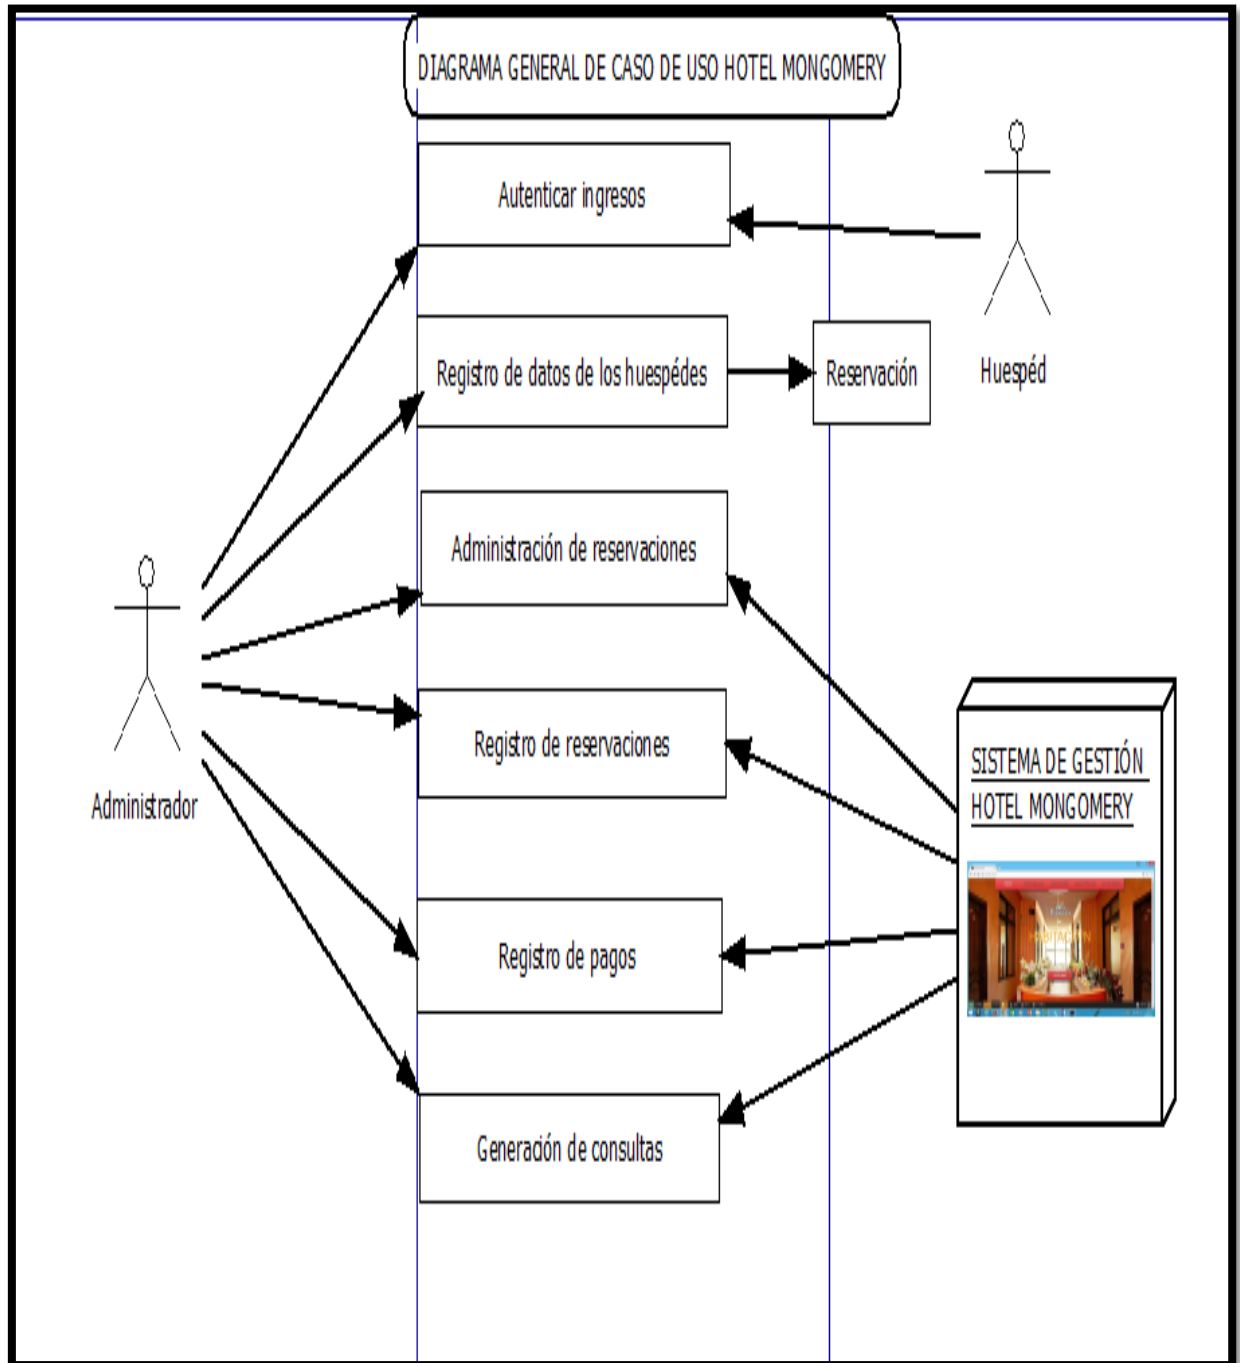 DIAGRAMA GENERAL DE CASO DE USO HOTEL MONGOMERY
Autenticar ingresos
Registro de datos de los huespédes
Reservación
Huespéd
Administración de reservaciones
Administrador
Registro de reservaciones
SISTEMA DE GESTIÓN
HOTEL MONGOMERY
HABITACIÓN
Registro de pagos
Generación de consultas